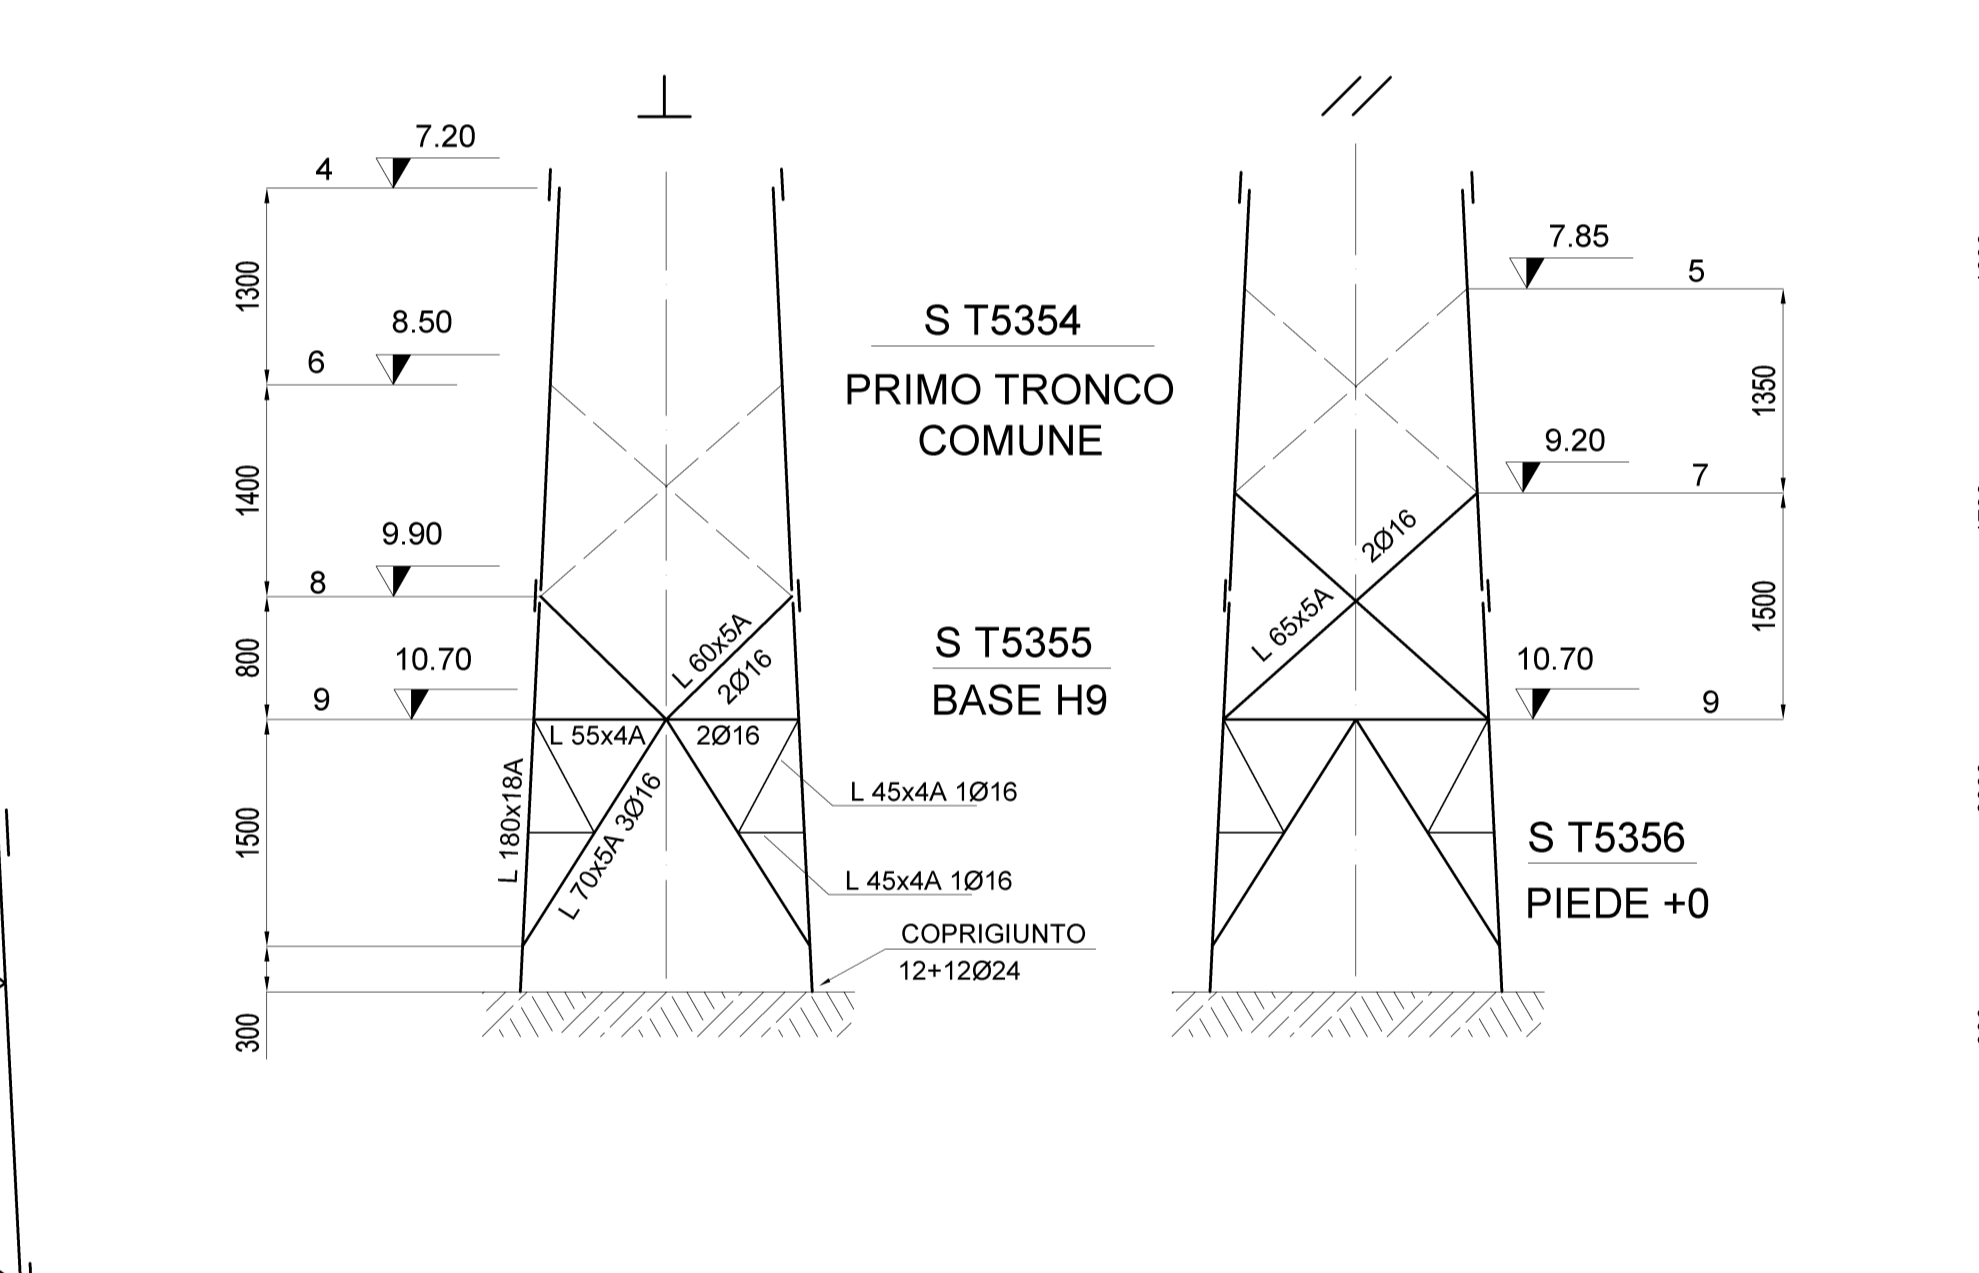 7.20
4
1300
8.50
6
1400
9.90
8
800
10.70
9
1500
300
L 60x5A
2Ø16
L 55x4A
2Ø16
L 180x18A
L 70x5A 3Ø16
L 45x4A 1Ø16
L 45x4A 1Ø16
COPRIGIUNTO
12+12Ø24
S T5354
PRIMO TRONCO
COMUNE
S T5355
BASE H9
7.85
5
1350
9.20
7
2Ø16
L 65x5A
1500
10.70
9
S T5356
PIEDE +0